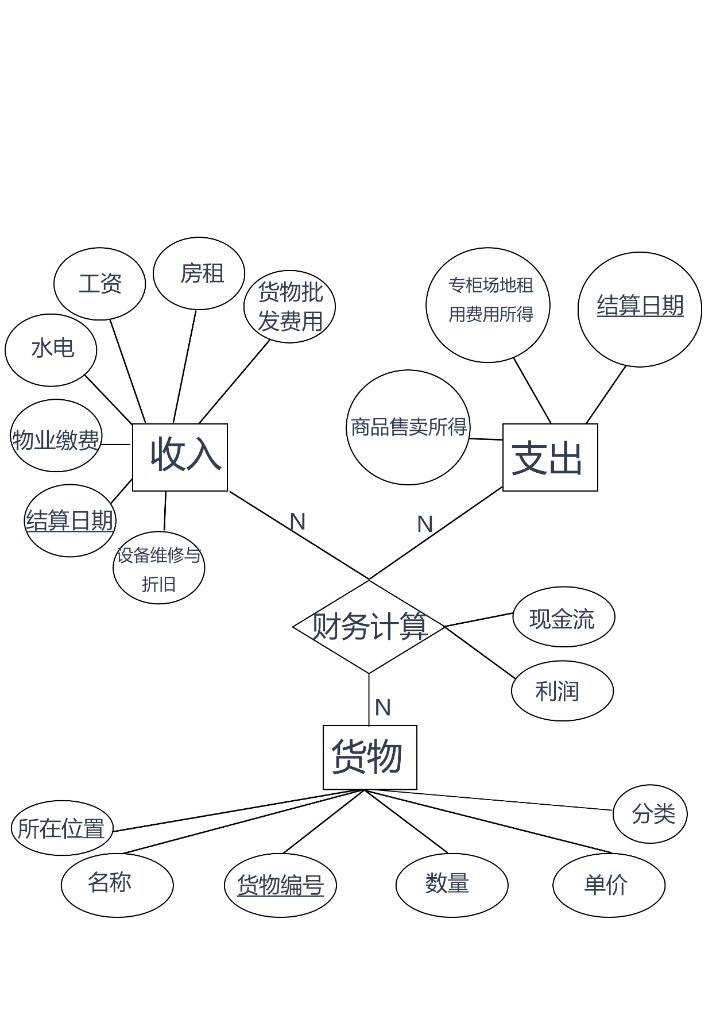 工资
房租
货物批
发费用
水电
物业缴费
结算日期
设备维修与
折旧
收入
专柜场地租
用费用所得
结算日期
商品售卖所得
支出
N
N
财务计算
现金流
利润
N
货物
所在位置
名称
货物编号
数量
单价
分类